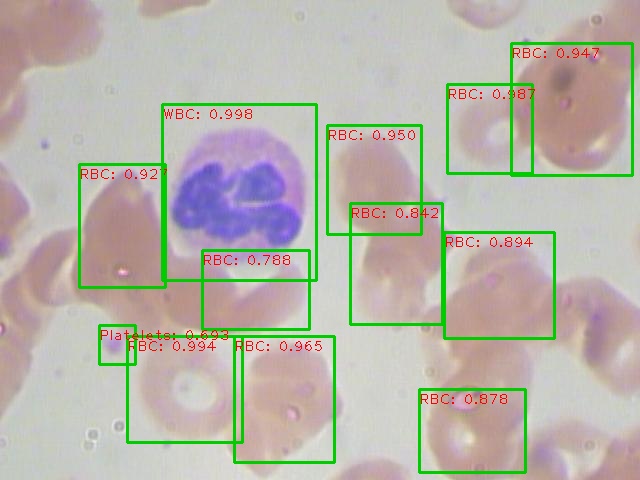 RBC: 0.947
RBC: 0.987
WBC: 0.998
RBC: 0.950
RBC: 0.927
RBC: 0.842
RBC: 0.894
RBC: 0.788
Platelets: 0.693
RBC: 0.994
RBC: 0.965
RBC: 0.878